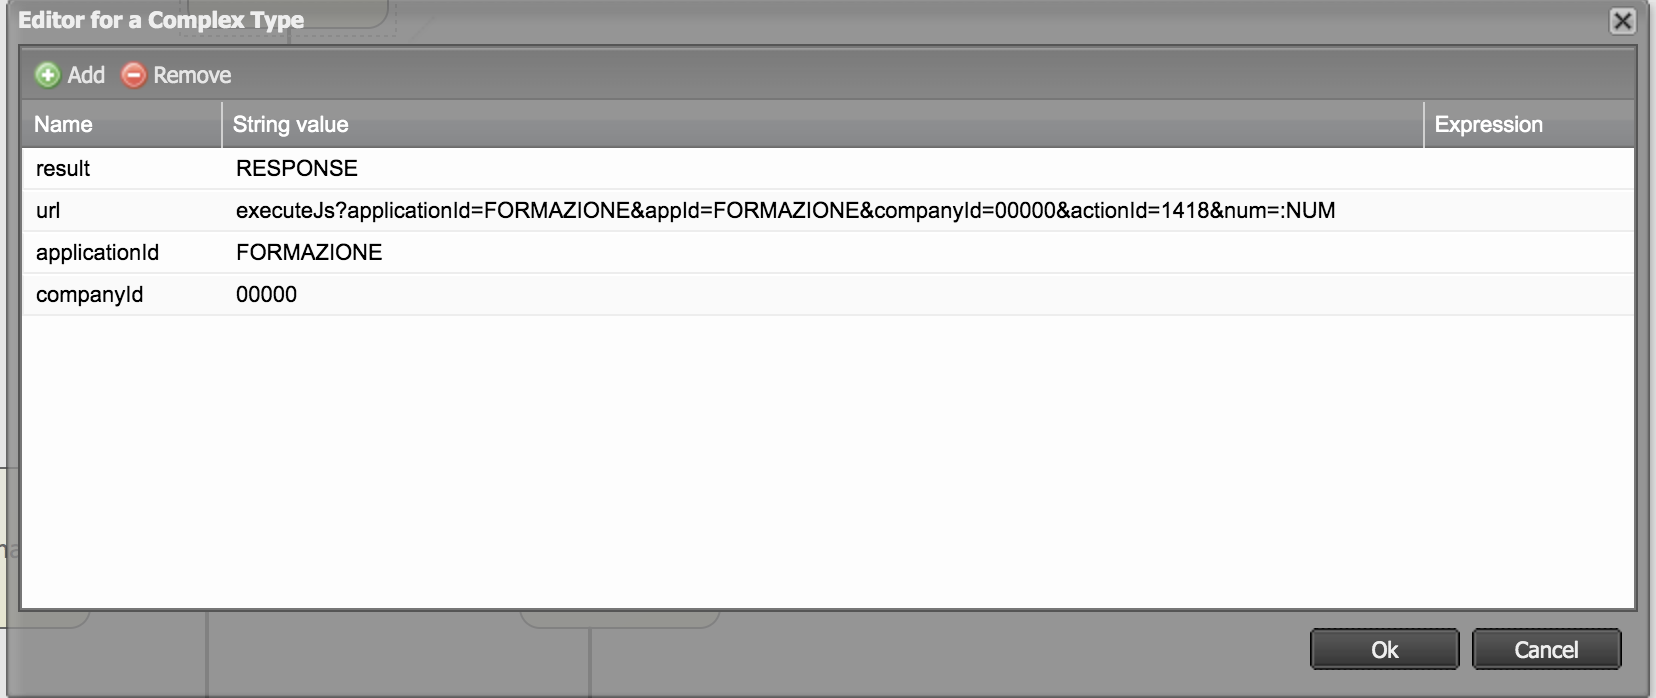 Editor for a Complex Type
Add Remove
Name String value Expression
result RESPONSE
url executeJs?applicationId=FORMAZIONE&appId=FORMAZIONE&companyId=00000&actionId=1418&num=:NUM
applicationId FORMAZIONE
companyId 00000
Ok Cancel